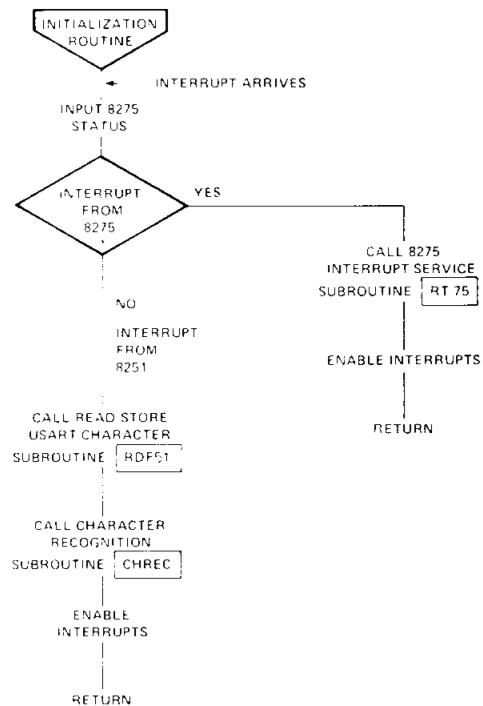 INITIALIZATION
ROUTINE
INTERRUPT ARRIVES
INPUT 8275
STATUS
INTERRUPT
FROM
8275
YES
CALL 8275
INTERRUPT SERVICE
SUBROUTINE RT 75
ENABLE INTERRUPTS
RETURN
NO
INTERRUPT
FROM
8251
CALL READ STORE
USART CHARACTER
SUBROUTINE RDF51
CALL CHARACTER
RECOGNITION
SUBROUTINE CHREC
ENABLE
INTERRUPTS
RETURN